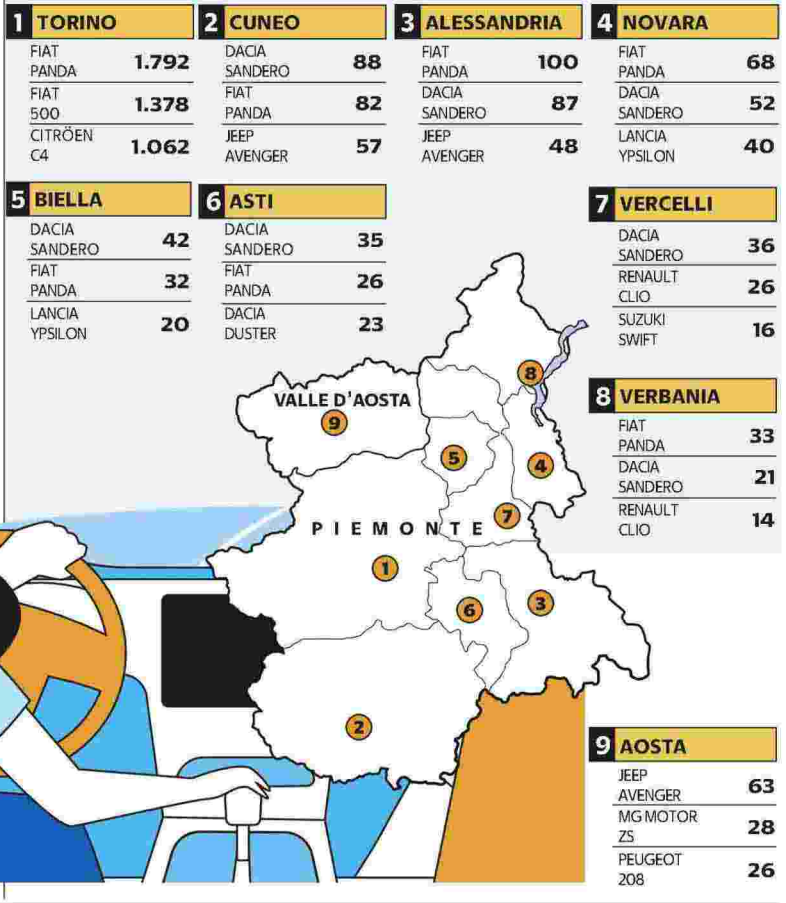 1 TORINO
FIAT
PANDA 1.792
FIAT
500 1.378
CITRÖEN
C4 1.062
2 CUNEO
DACIA
SANDERO 88
FIAT
PANDA 82
JEEP
AVENGER 57
3 ALESSANDRIA
FIAT
PANDA 100
DACIA
SANDERO 87
JEEP
AVENGER 48
4 NOVARA
FIAT
PANDA 68
DACIA
SANDERO 52
LANCIA
YPSILON 40
5 BIELLA
DACIA
SANDERO 42
FIAT
PANDA 32
LANCIA
YPSILON 20
6 ASTI
DACIA
SANDERO 35
FIAT
PANDA 26
DACIA
DUSTER 23
7 VERCELLI
DACIA
SANDERO 36
RENAULT
CLIO 26
SUZUKI
SWIFT 16
8 VERBANIA
FIAT
PANDA 33
DACIA
SANDERO 21
RENAULT
CLIO 14
8
VALLE D'AOSTA
9
5
4
7
PIEMONTE
1
6
3
2
9 AOSTA
JEEP
AVENGER 63
MG MOTOR
ZS 28
PEUGEOT
208 26